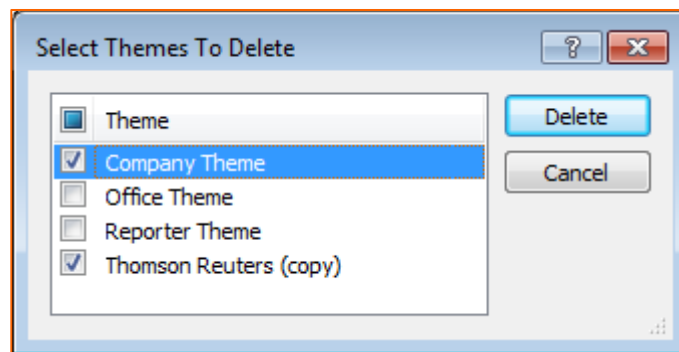 Select Themes To Delete
Theme
Delete
Company Theme
Cancel
Office Theme
Reporter Theme
Thomson Reuters (copy)